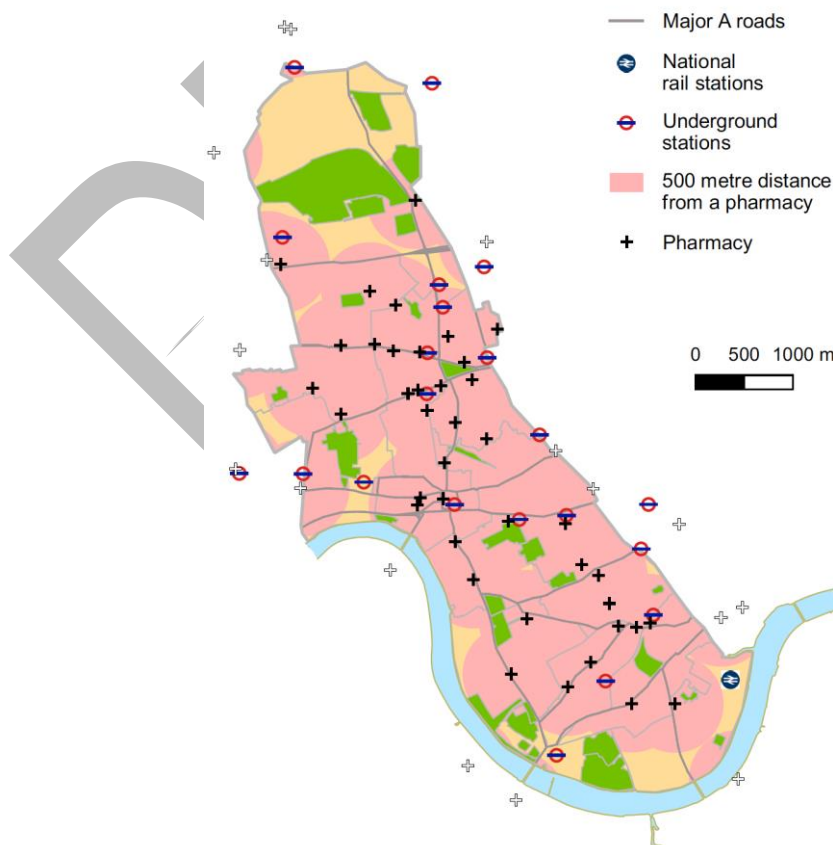 Major A roads
National
rail stations
Underground
stations
500 metre distance
from a pharmacy
Pharmacy
0 500 1000 m